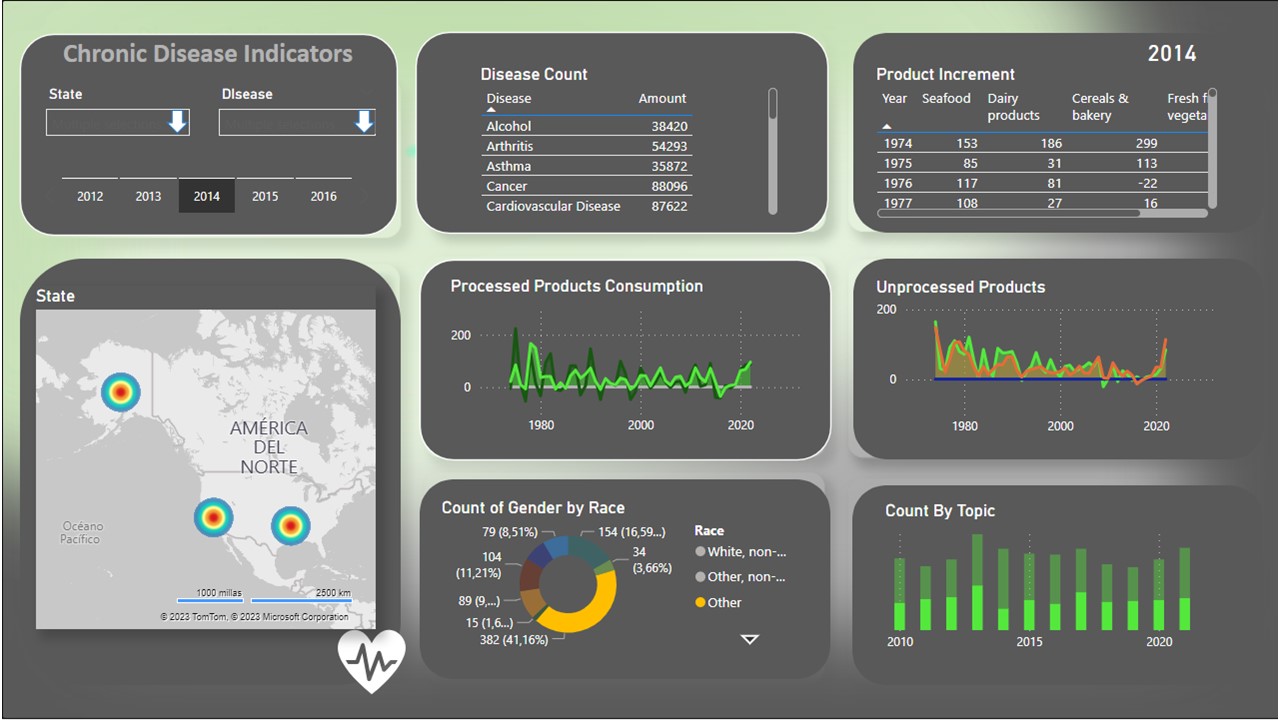 Chronic Disease Indicators
State
DIsease
2012 2013 2014 2015 2016
Disease Count
Disease Amount
Alcohol 38420
Arthritis 54293
Asthma 35872
Cancer 88096
Cardiovascular Disease 87622
2014
Product Increment
Year Seafood Dairy products Cereals & bakery Fresh f vegeta
1974 153 186 299
1975 85 31 113
1976 117 81 -22
1977 108 27 16
State
AMÉRICA
DEL
NORTE
Océano
Pacífico
1000 millas 2500 km
© 2023 TomTom, © 2023 Microsoft Corporation
Processed Products Consumption
200
0
1980 2000 2020
Unprocessed Products
200
0
1980 2000 2020
Count of Gender by Race
79 (8,51%) 154 (16,59...)
104
(11,21%)
34
(3,66%)
89 (9,...)
15 (1,6...)
382 (41,16%)
Race
White, non-...
Other, non-...
Other
Count By Topic
2010 2015 2020